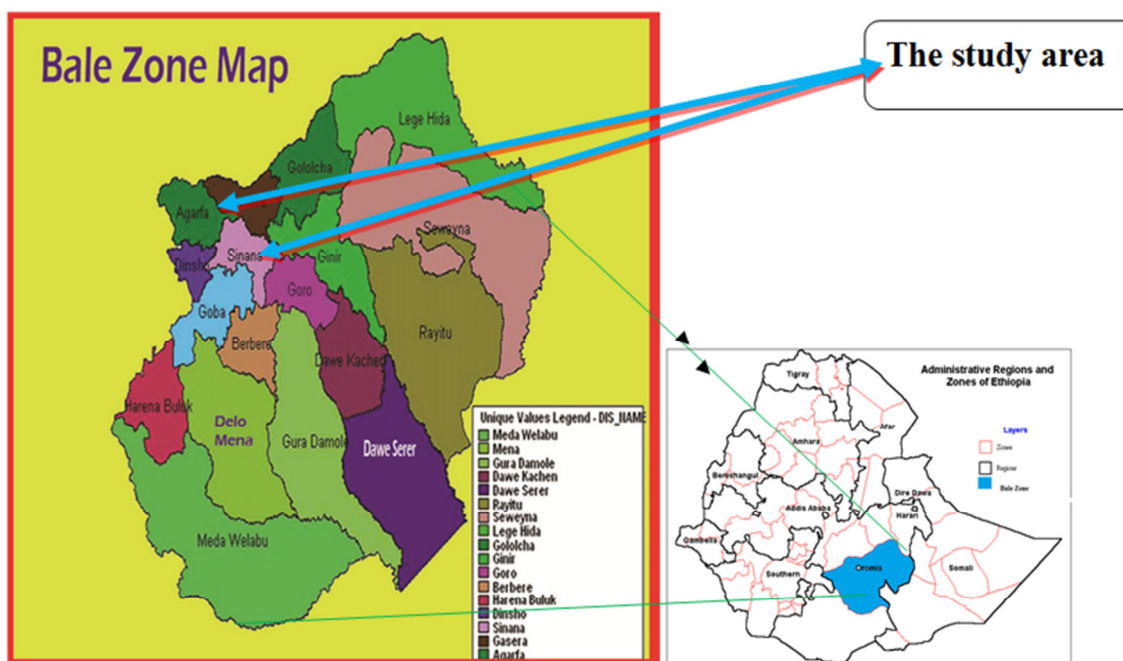 Bale Zone Map
The study area
Lege Hida
Gololcha
Agarfa
Sewayna
Sinana
Ginir
Dinsho
Goro
Goba
Rayitu
Berbere
Dawe Kachen
Harena Buluk
Delo
Mena
Gura Damole
Dawe Serer
Meda Welabu
Unique Values Legend - DIS_NAME
Meda Welabu
Mena
Gura Damole
Dawe Kachen
Dawe Serer
Rayitu
Seweyna
Lege Hida
Gololcha
Ginir
Goro
Berbere
Harena Buluk
Dinsho
Sinana
Gasera
Agarfa
Administrative Regions and
Zones of Ethiopia
Layers
Zones
Regions
Bale Zone
Tigray
Afar
Amhara
Benishangul
Dire Dawa
Addis Ababa
Harari
Gambella
Oromia
Somali
Southern